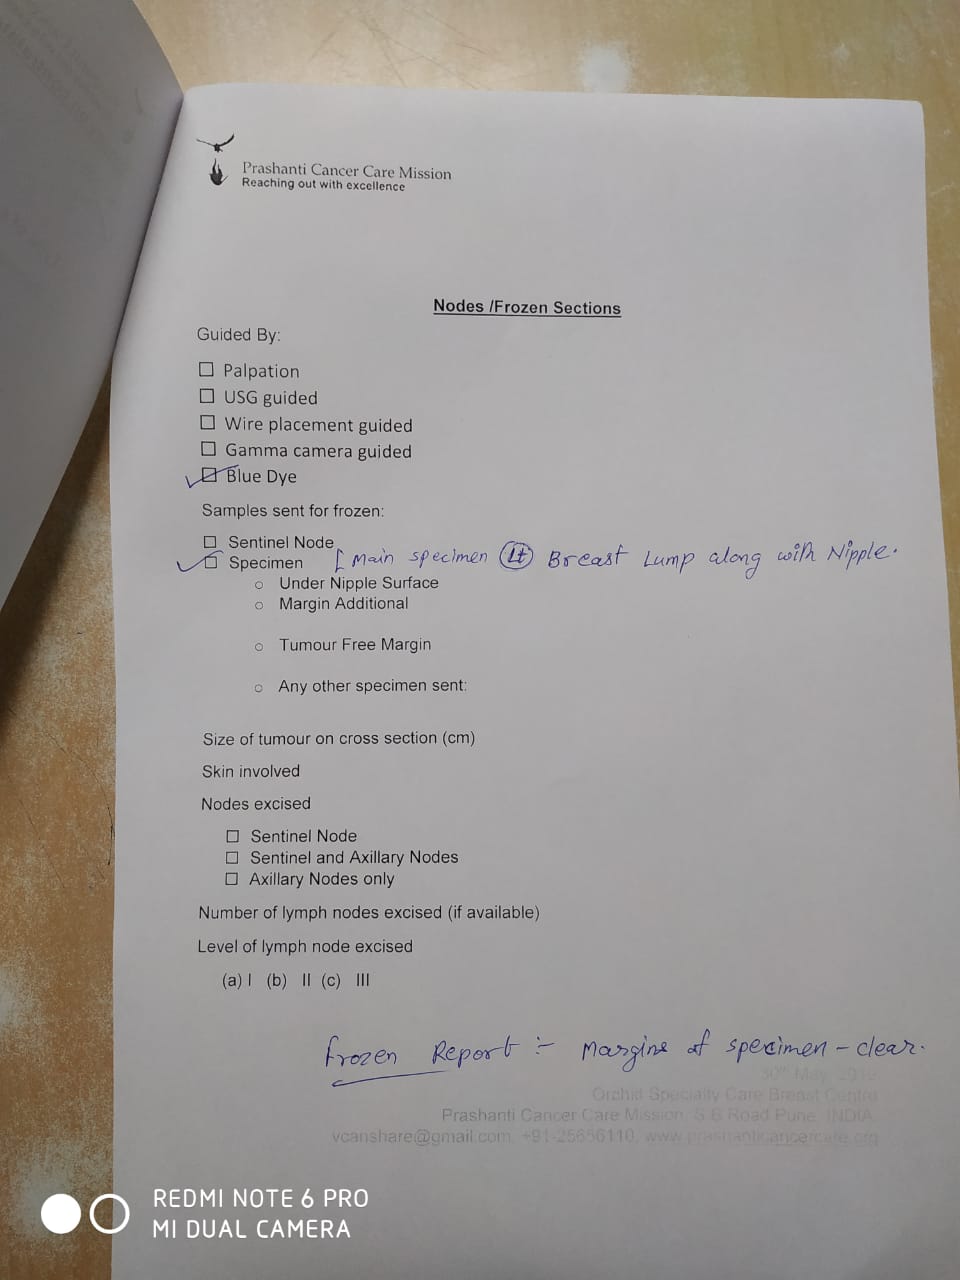 Prashanti Cancer Care Mission
Reaching out with excellence
Nodes /Frozen Sections
Guided By:
☐ Palpation
☐ USG guided
☐ Wire placement guided
☐ Gamma camera guided
☑ Blue Dye
Samples sent for frozen:
☐ Sentinel Node
☑ Specimen [ Main specimen Lt Breast Lump along with Nipple.
○ Under Nipple Surface
○ Margin Additional
○ Tumour Free Margin
○ Any other specimen sent:
Size of tumour on cross section (cm)
Skin involved
Nodes excised
☐ Sentinel Node
☐ Sentinel and Axillary Nodes
☐ Axillary Nodes only
Number of lymph nodes excised (if available)
Level of lymph node excised
(a) I (b) II (c) III
Frozen Report :- Margins of specimen - clear.
30th May, 2019
Orchid Specialty Care Breast Centre
Prashanti Cancer Care Mission, S B Road Pune, INDIA
vcanshare@gmail.com, +91-25656110, www.prashanticancercare.org
REDMI NOTE 6 PRO
MI DUAL CAMERA